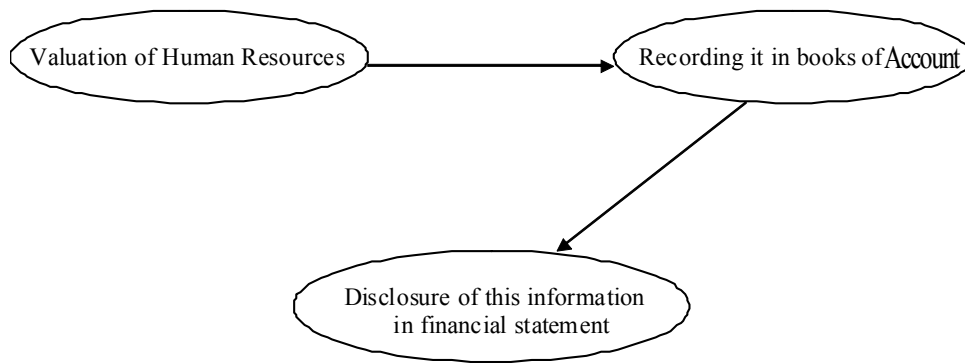 Valuation of Human Resources
Recording it in books of Account
Disclosure of this information
in financial statement